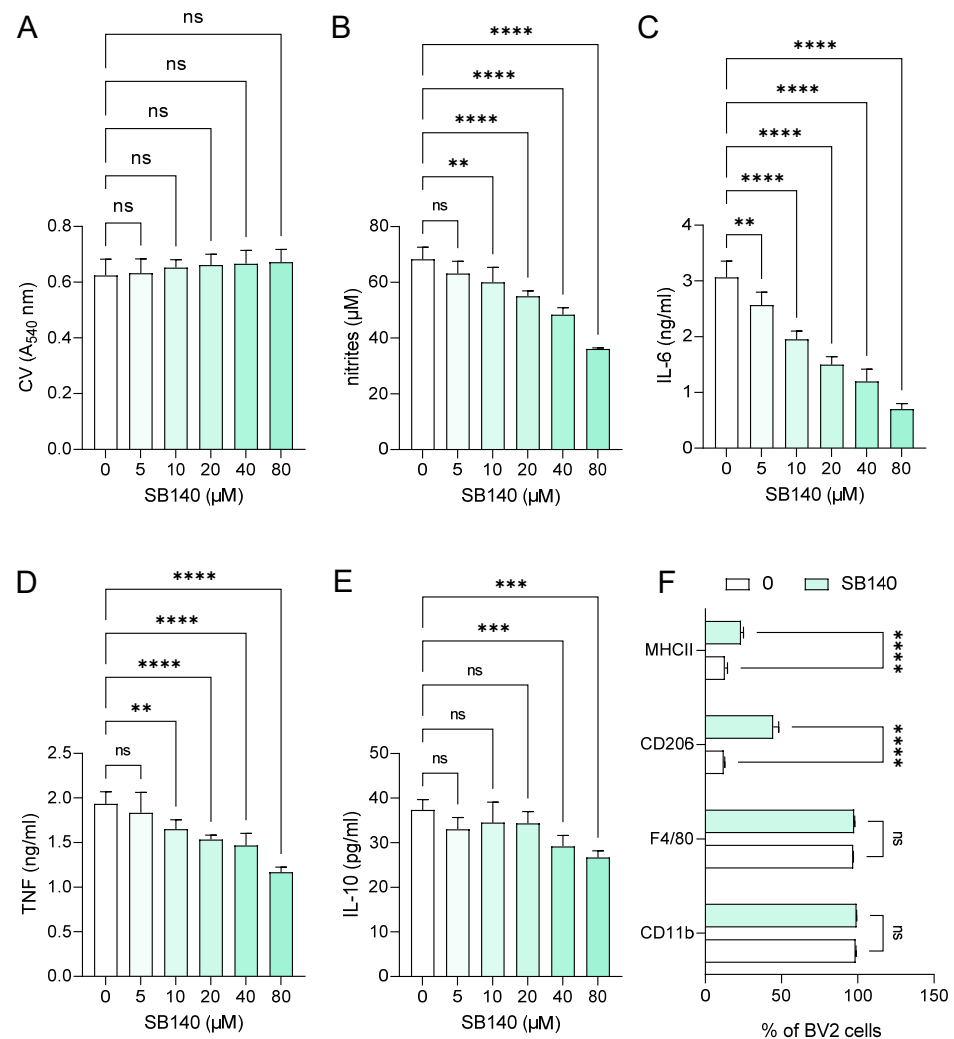 A
ns
ns
ns
ns
ns
0.8
0.6
0.4
0.2
0.0
CV (A540 nm)
0 5 10 20 40 80
SB140 (µM)
B
****
****
****
**
ns
80
60
40
20
0
nitrites (µM)
0 5 10 20 40 80
SB140 (µM)
C
****
****
****
****
**
4
3
2
1
0
IL-6 (ng/ml)
0 5 10 20 40 80
SB140 (µM)
D
****
****
****
**
ns
2.5
2.0
1.5
1.0
0.5
0.0
TNF (ng/ml)
0 5 10 20 40 80
SB140 (µM)
E
***
***
ns
ns
ns
50
40
30
20
10
0
IL-10 (pg/ml)
0 5 10 20 40 80
SB140 (µM)
F
0 SB140
MHCII
****
CD206
****
F4/80
ns
CD11b
ns
0 50 100 150
% of BV2 cells